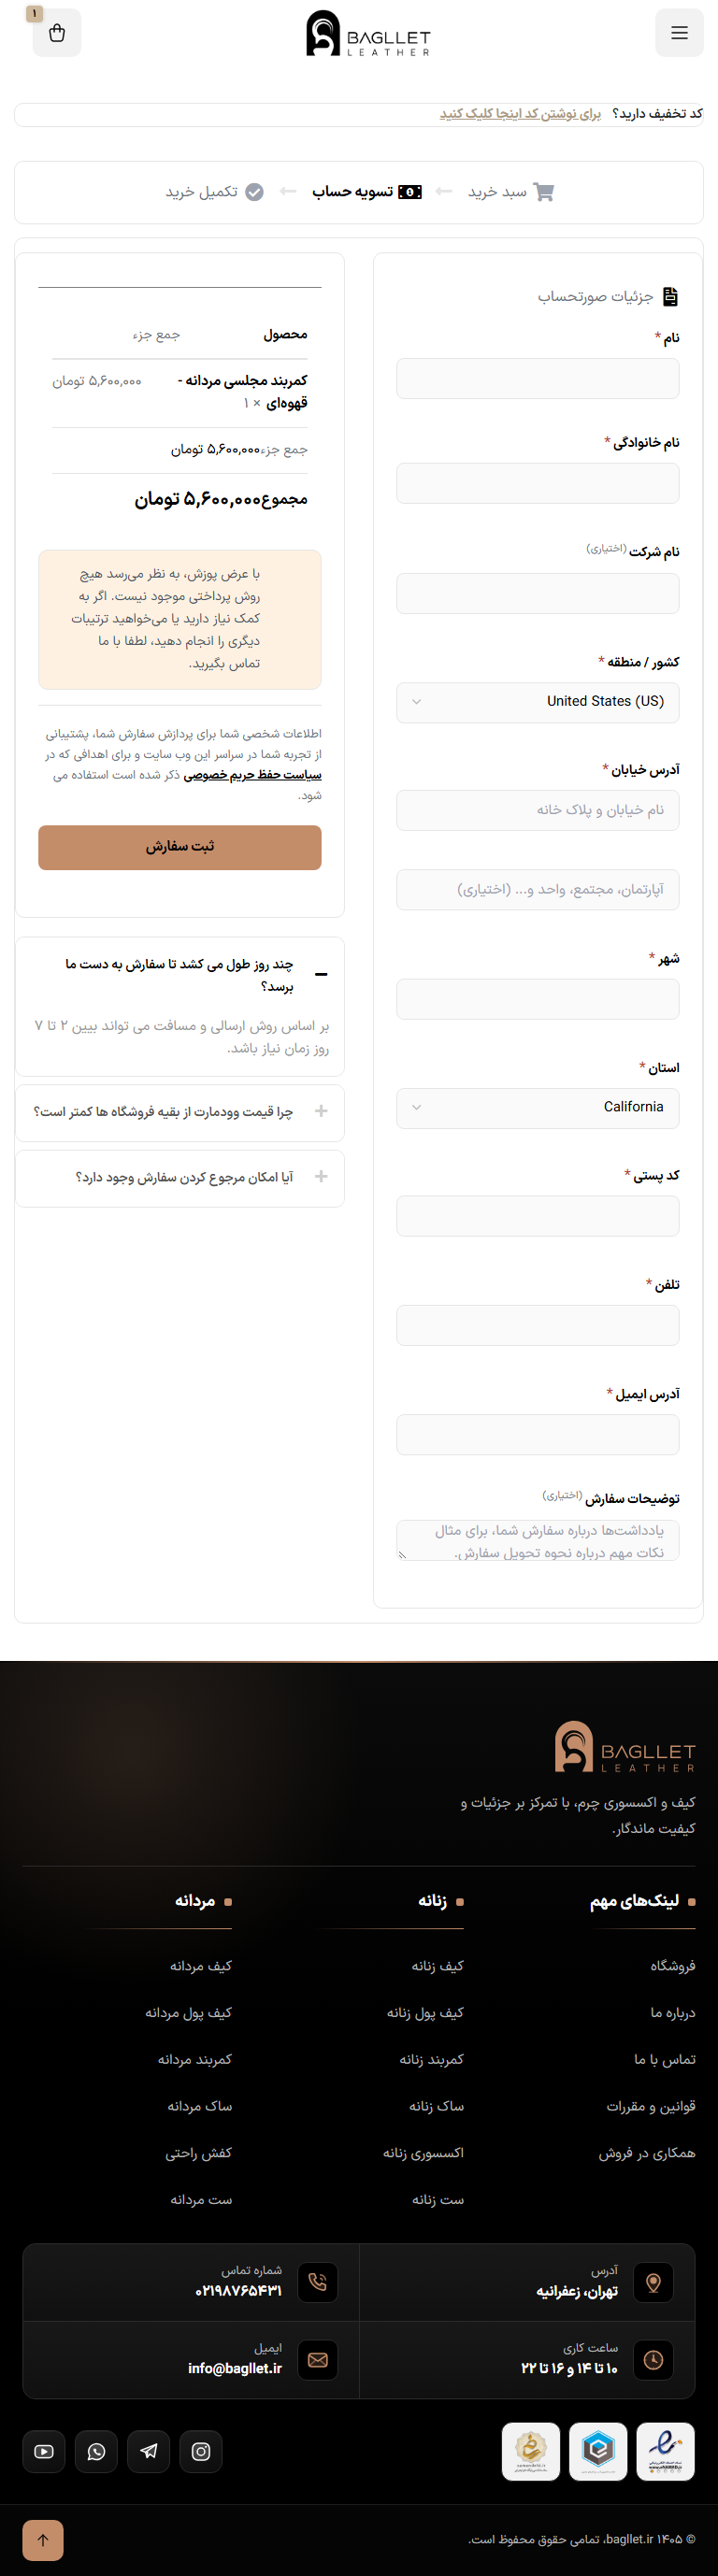 ۱
BAGLLET
LEATHER
کد تخفیف دارید؟ برای نوشتن کد اینجا کلیک کنید
سبد خرید
تسویه حساب
تکمیل خرید
جزئیات صورتحساب
نام *
نام خانوادگی *
نام شرکت (اختیاری)
کشور / منطقه *
United States (US)
آدرس خیابان *
نام خیابان و پلاک خانه
آپارتمان، مجتمع، واحد و... (اختیاری)
شهر *
استان *
California
کد پستی *
تلفن *
آدرس ایمیل *
توضیحات سفارش (اختیاری)
یادداشت‌ها درباره سفارش شما، برای مثال
نکات مهم درباره نحوه تحویل سفارش.
محصول
جمع جزء
کمربند مجلسی مردانه -
قهوه‌ای × ۱
۵,۶۰۰,۰۰۰ تومان
جمع جزء۵,۶۰۰,۰۰۰ تومان
مجموع۵,۶۰۰,۰۰۰ تومان
با عرض پوزش، به نظر می‌رسد هیچ
روش پرداختی موجود نیست. اگر به
کمک نیاز دارید یا می‌خواهید ترتیبات
دیگری را انجام دهید، لطفا با ما
تماس بگیرید.
اطلاعات شخصی شما برای پردازش سفارش شما، پشتیبانی
از تجربه شما در سراسر این وب سایت و برای اهدافی که در
سیاست حفظ حریم خصوصی ذکر شده است استفاده می
شود.
ثبت سفارش
چند روز طول می کشد تا سفارش به دست ما
برسد؟
بر اساس روش ارسالی و مسافت می تواند بیین ۲ تا ۷
روز زمان نیاز باشد.
چرا قیمت وودمارت از بقیه فروشگاه ها کمتر است؟
آیا امکان مرجوع کردن سفارش وجود دارد؟
BAGLLET
LEATHER
کیف و اکسسوری چرم، با تمرکز بر جزئیات و
کیفیت ماندگار.
لینک‌های مهم
فروشگاه
درباره ما
تماس با ما
قوانین و مقررات
همکاری در فروش
زنانه
کیف زنانه
کیف پول زنانه
کمربند زنانه
ساک زنانه
اکسسوری زنانه
ست زنانه
مردانه
کیف مردانه
کیف پول مردانه
کمربند مردانه
ساک مردانه
کفش راحتی
ست مردانه
آدرس
تهران، زعفرانیه
شماره تماس
۰۲۱۹۸۷۶۵۴۳۱
ساعت کاری
۱۰ تا ۱۴ و ۱۶ تا ۲۲
ایمیل
info@bagllet.ir
© ۱۴۰۵ bagllet.ir، تمامی حقوق محفوظ است.